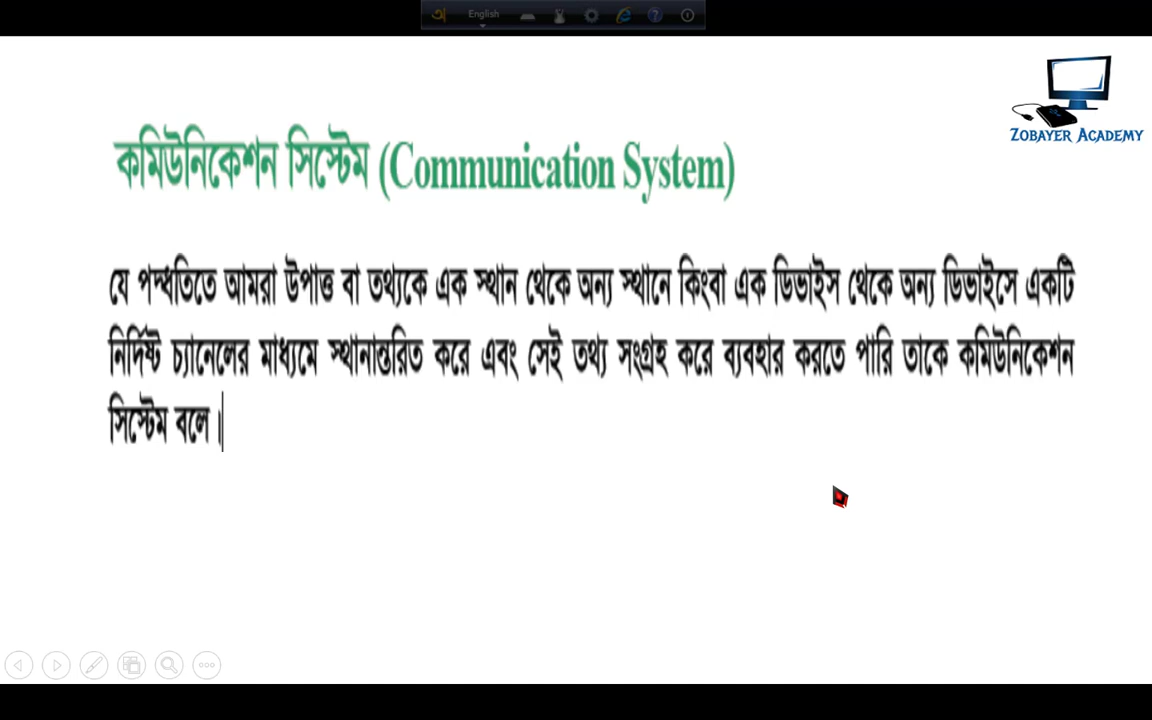 English
ZOBAYER ACADEMY
কমিউনিকেশন সিস্টেম (Communication System)
যে পদ্ধতিতে আমরা উপাত্ত বা তথ্যকে এক স্থান থেকে অন্য স্থানে কিংবা এক ডিভাইস থেকে অন্য ডিভাইসে একটি
নির্দিষ্ট চ্যানেলের মাধ্যমে স্থানান্তরিত করে এবং সেই তথ্য সংগ্রহ করে ব্যবহার করতে পারি তাকে কমিউনিকেশন
সিস্টেম বলে।